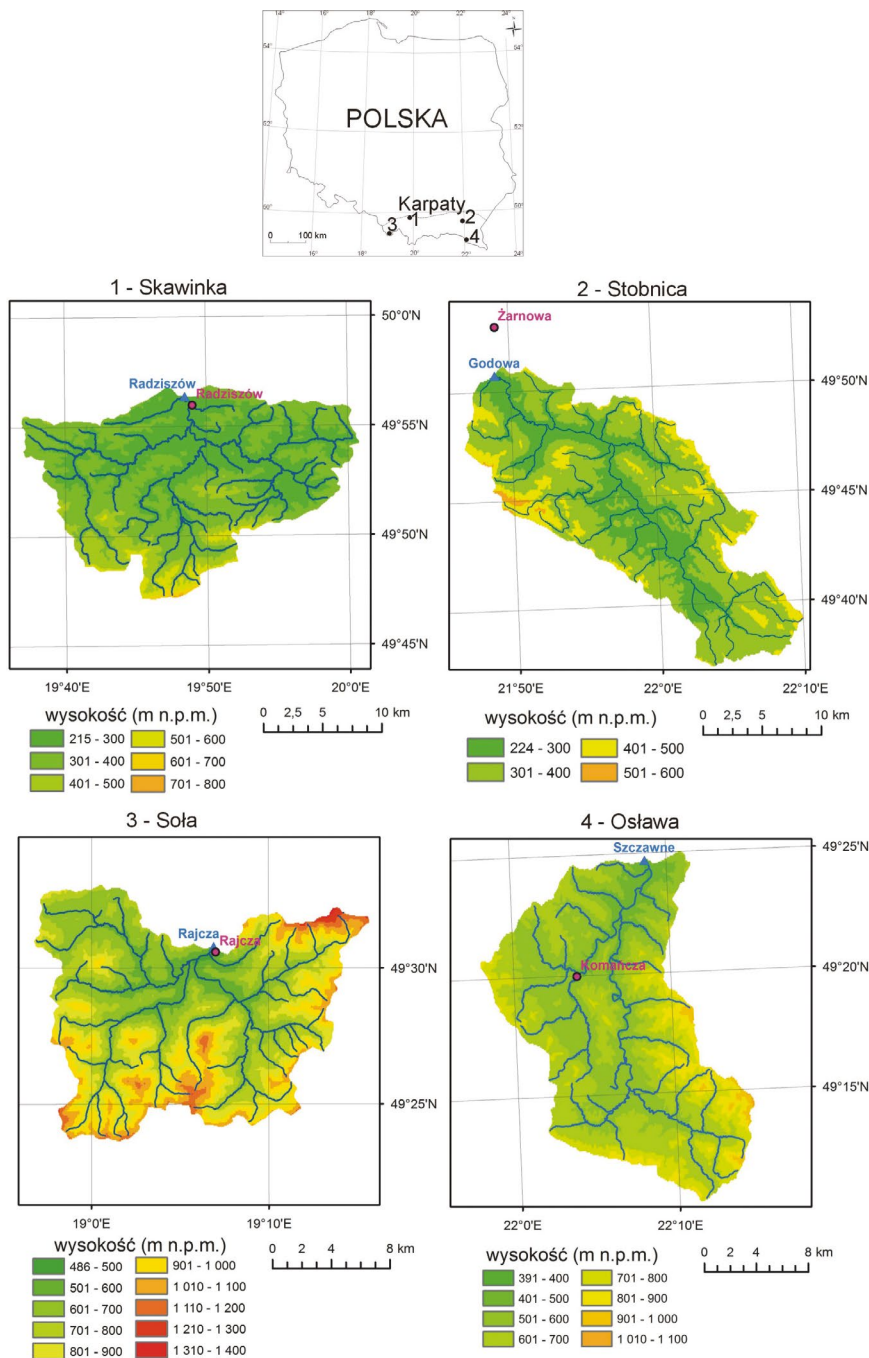 14° 16° 18° 20° 22° 24°
54° 54°
POLSKA
52° 52°
Karpaty
50° 50°
3 1 2 4
0 100 km
16° 18° 20° 22° 24°
1 - Skawinka
50°0'N
Radziszów
Radziszów
49°55'N
49°50'N
49°45'N
19°40'E 19°50'E 20°0'E
wysokość (m n.p.m.)
215 - 300 501 - 600
301 - 400 601 - 700
401 - 500 701 - 800
0 2,5 5 10 km
2 - Stobnica
Żarnowa
Godowa
49°50'N
49°45'N
49°40'N
21°50'E 22°0'E 22°10'E
wysokość (m n.p.m.)
224 - 300 401 - 500
301 - 400 501 - 600
0 2,5 5 10 km
3 - Soła
Rajcza
Rajcza
49°30'N
49°25'N
19°0'E 19°10'E
wysokość (m n.p.m.)
486 - 500 901 - 1 000
501 - 600 1 010 - 1 100
601 - 700 1 110 - 1 200
701 - 800 1 210 - 1 300
801 - 900 1 310 - 1 400
0 2 4 8 km
4 - Osława
Szczawne
49°25'N
Komańcza
49°20'N
49°15'N
22°0'E 22°10'E
wysokość (m n.p.m.)
391 - 400 701 - 800
401 - 500 801 - 900
501 - 600 901 - 1 000
601 - 700 1 010 - 1 100
0 2 4 8 km